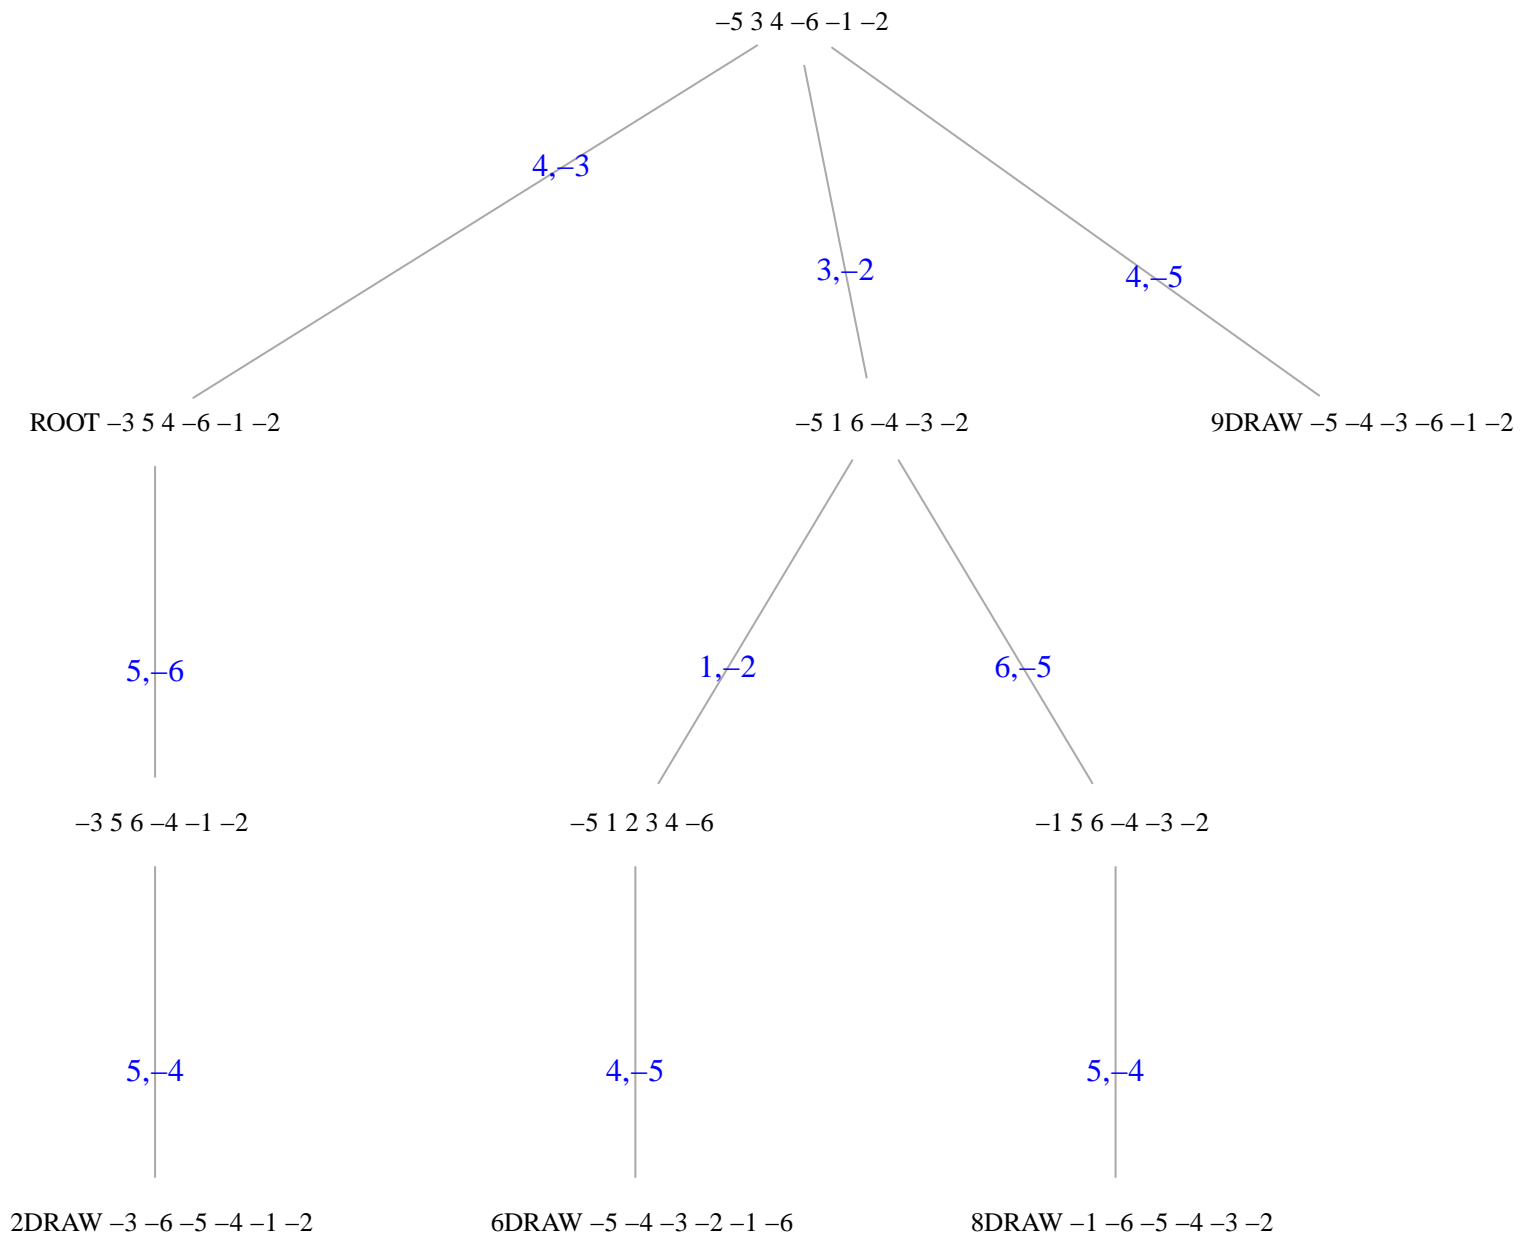 –5 3 4 –6 –1 –2
4,–3
3,–2
4,–5
ROOT –3 5 4 –6 –1 –2
–5 1 6 –4 –3 –2
9DRAW –5 –4 –3 –6 –1 –2
5,–6
1,–2
6,–5
–3 5 6 –4 –1 –2
–5 1 2 3 4 –6
–1 5 6 –4 –3 –2
5,–4
4,–5
5,–4
2DRAW –3 –6 –5 –4 –1 –2
6DRAW –5 –4 –3 –2 –1 –6
8DRAW –1 –6 –5 –4 –3 –2